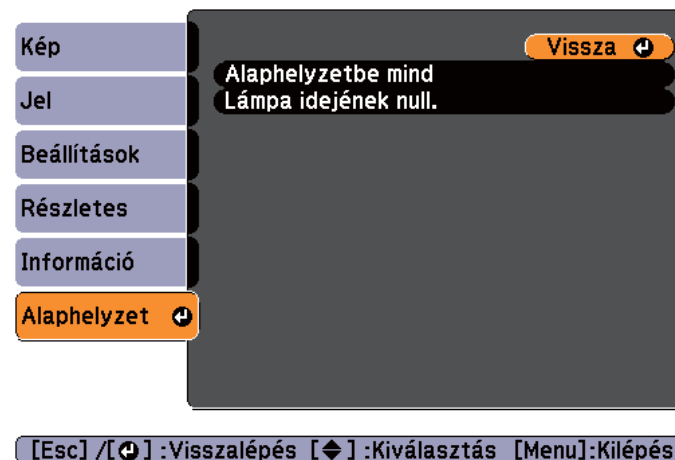 Kép
Jel
Beállítások
Részletes
Információ
Alaphelyzet
Vissza
Alaphelyzetbe mind
Lámpa idejének null.
[Esc] /[ ] :Visszalépés [ ] :Kiválasztás [Menu]:Kilépés